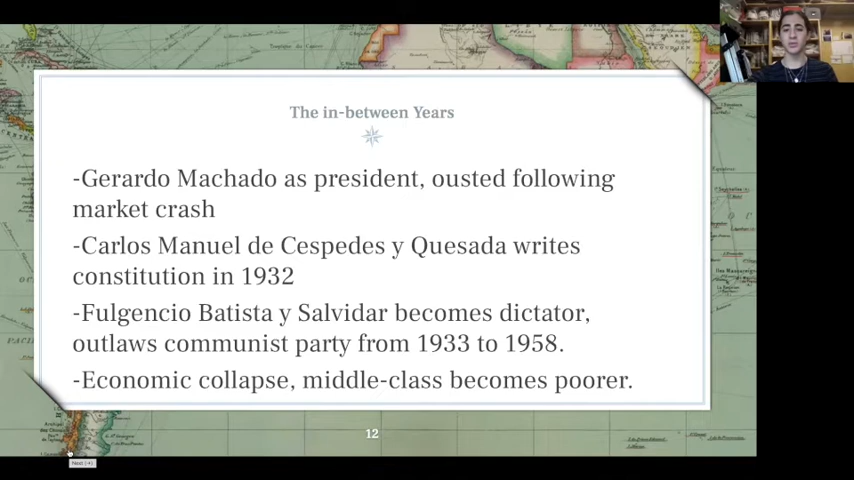 The in-between Years
-Gerardo Machado as president, ousted following
market crash
-Carlos Manuel de Cespedes y Quesada writes
constitution in 1932
-Fulgencio Batista y Salvidar becomes dictator,
outlaws communist party from 1933 to 1958.
-Economic collapse, middle-class becomes poorer.
12